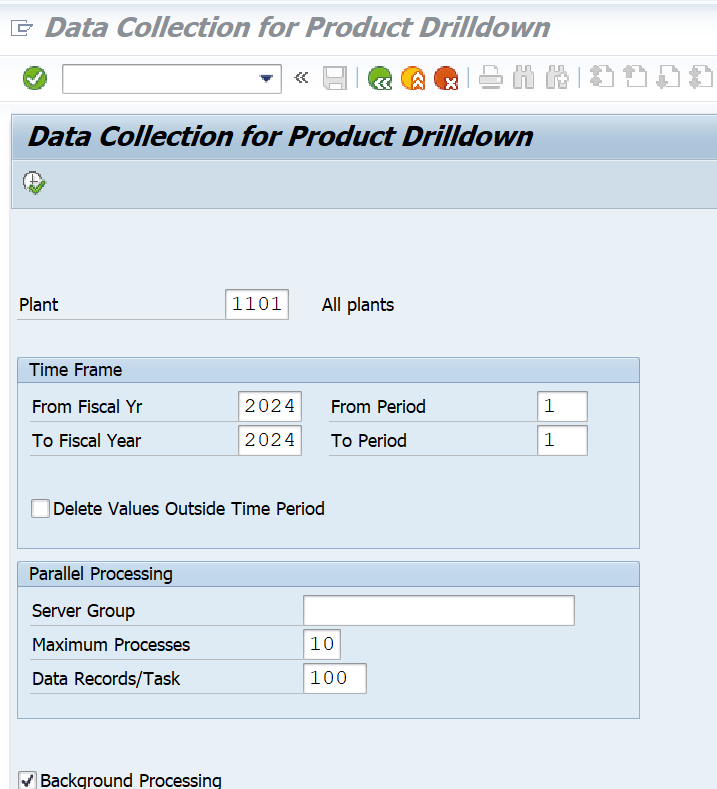 Data Collection for Product Drilldown
Data Collection for Product Drilldown
Plant 1101 All plants
Time Frame
From Fiscal Yr 2024 From Period 1
To Fiscal Year 2024 To Period 1
Delete Values Outside Time Period
Parallel Processing
Server Group
Maximum Processes 10
Data Records/Task 100
Background Processing